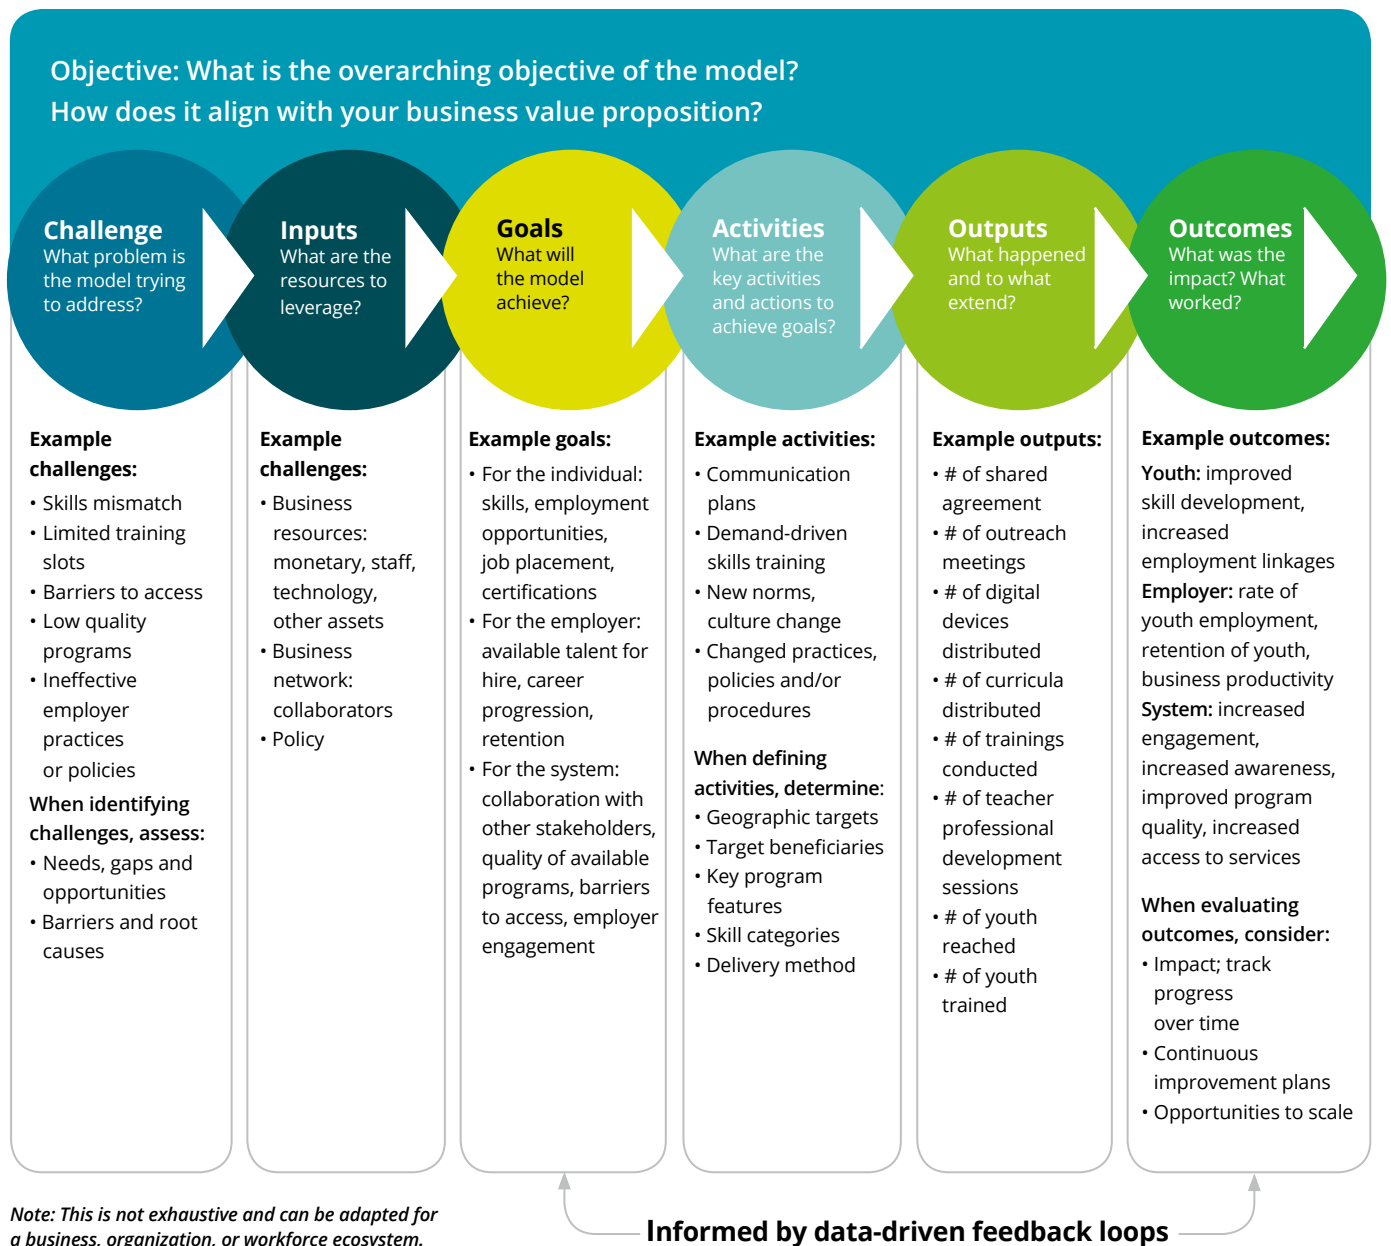 Objective: What is the overarching objective of the model?
How does it align with your business value proposition?
Challenge
What problem is
the model trying
to address?
Inputs
What are the
resources to
leverage?
Goals
What will
the model
achieve?
Activities
What are the
key activities
and actions to
achieve goals?
Outputs
What happened
and to what
extend?
Outcomes
What was the
impact? What
worked?
Example
challenges:
• Skills mismatch
• Limited training
slots
• Barriers to access
• Low quality
programs
• Ineffective
employer
practices
or policies
When identifying
challenges, assess:
• Needs, gaps and
opportunities
• Barriers and root
causes
Example
challenges:
• Business
resources:
monetary, staff,
technology,
other assets
• Business
network:
collaborators
• Policy
Example goals:
• For the individual:
skills, employment
opportunities,
job placement,
certifications
• For the employer:
available talent for
hire, career
progression,
retention
• For the system:
collaboration with
other stakeholders,
quality of available
programs, barriers
to access, employer
engagement
Example activities:
• Communication
plans
• Demand-driven
skills training
• New norms,
culture change
• Changed practices,
policies and/or
procedures
When defining
activities, determine:
• Geographic targets
• Target beneficiaries
• Key program
features
• Skill categories
• Delivery method
Example outputs:
• # of shared
agreement
• # of outreach
meetings
• # of digital
devices
distributed
• # of curricula
distributed
• # of trainings
conducted
• # of teacher
professional
development
sessions
• # of youth
reached
• # of youth
trained
Example outcomes:
Youth: improved
skill development,
increased
employment linkages
Employer: rate of
youth employment,
retention of youth,
business productivity
System: increased
engagement,
increased awareness,
improved program
quality, increased
access to services
When evaluating
outcomes, consider:
• Impact; track
progress
over time
• Continuous
improvement plans
• Opportunities to scale
Note: This is not exhaustive and can be adapted for
a business, organization, or workforce ecosystem.
Informed by data-driven feedback loops